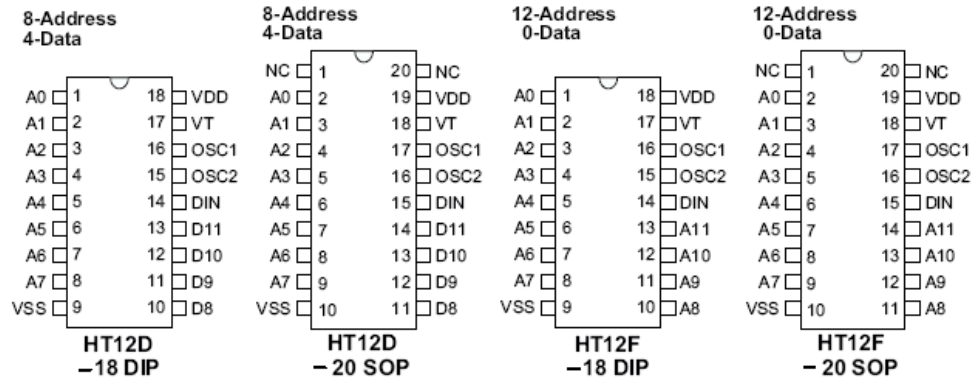 8-Address 8-Address 12-Address 12-Address
4-Data 4-Data 0-Data 0-Data
NC 1 20 NC NC 1 20 NC
A0 1 18 VDD A0 2 19 VDD A0 1 18 VDD A0 2 19 VDD
A1 2 17 VT A1 3 18 VT A1 2 17 VT A1 3 18 VT
A2 3 16 OSC1 A2 4 17 OSC1 A2 3 16 OSC1 A2 4 17 OSC1
A3 4 15 OSC2 A3 5 16 OSC2 A3 4 15 OSC2 A3 5 16 OSC2
A4 5 14 DIN A4 6 15 DIN A4 5 14 DIN A4 6 15 DIN
A5 6 13 D11 A5 7 14 D11 A5 6 13 A11 A5 7 14 A11
A6 7 12 D10 A6 8 13 D10 A6 7 12 A10 A6 8 13 A10
A7 8 11 D9 A7 9 12 D9 A7 8 11 A9 A7 9 12 A9
VSS 9 10 D8 VSS 10 11 D8 VSS 9 10 A8 VSS 10 11 A8
HT12D HT12D HT12F HT12F
–18 DIP –20 SOP –18 DIP –20 SOP